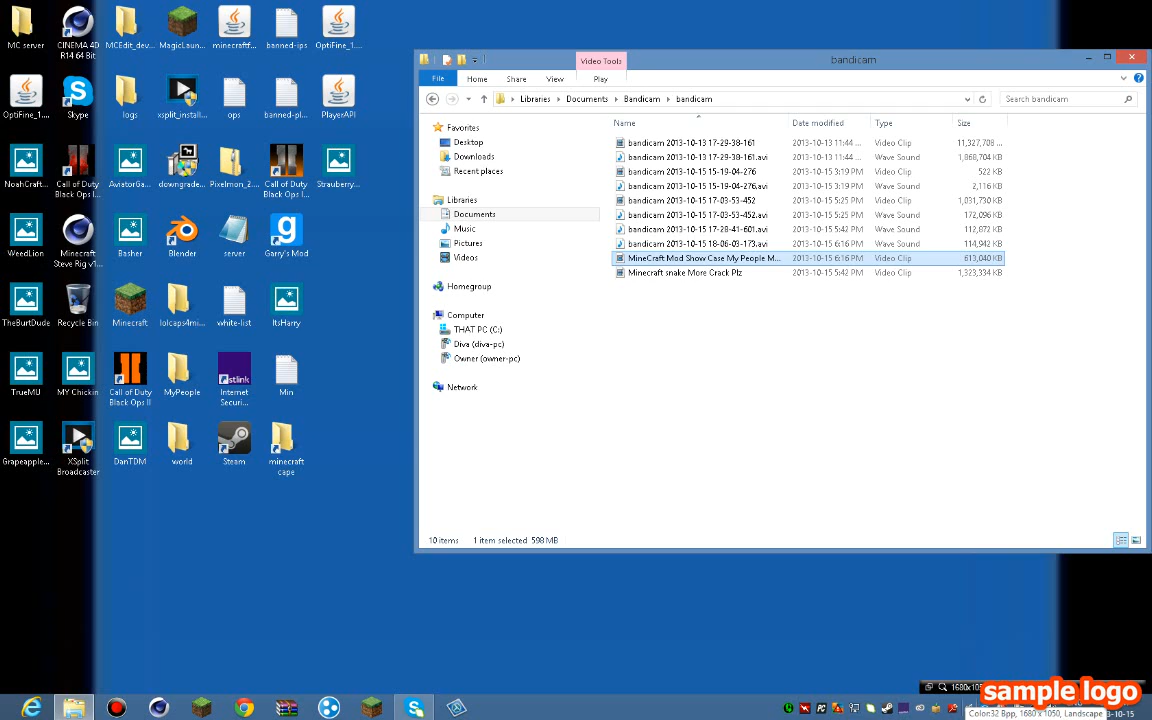 MC server
CINEMA 4D
R14 64 Bit
MCEdit_dev...
MagicLaun...
minecraftf...
banned-ips
OptiFine_1....
OptiFine_1....
Skype
logs
xsplit_install...
ops
banned-pl...
PlayerAPI
NoahCraft...
Call of Duty
Black Ops I...
AviatorGa...
downgrade...
Pixelmon_2....
Call of Duty
Black Ops I...
Strauberry...
WeedLion
Minecraft
Steve Rig v1...
Basher
Blender
server
Garry's Mod
TheBurtDude
Recycle Bin
Minecraft
lolcaps4mi...
white-list
ItsHarry
TrueMU
MY Chickin
Call of Duty
Black Ops II
MyPeople
stlink
Internet
Securi...
Min
Grapeapple...
XSplit
Broadcaster
DanTDM
world
Steam
minecraft
cape
Video Tools
bandicam
File Home Share View Play
Libraries Documents Bandicam bandicam
Search bandicam
Favorites
Desktop
Downloads
Recent places
Libraries
Documents
Music
Pictures
Videos
Homegroup
Computer
THAT PC (C:)
Diva (diva-pc)
Owner (owner-pc)
Network
Name Date modified Type Size
bandicam 2013-10-13 17-29-38-161 2013-10-13 11:44 ... Video Clip 11,327,708 ...
bandicam 2013-10-13 17-29-38-161.avi 2013-10-13 11:44 ... Wave Sound 1,868,704 KB
bandicam 2013-10-15 15-19-04-276 2013-10-15 3:19 PM Video Clip 522 KB
bandicam 2013-10-15 15-19-04-276.avi 2013-10-15 3:19 PM Wave Sound 2,116 KB
bandicam 2013-10-15 17-03-53-452 2013-10-15 5:25 PM Video Clip 1,031,730 KB
bandicam 2013-10-15 17-03-53-452.avi 2013-10-15 5:25 PM Wave Sound 172,096 KB
bandicam 2013-10-15 17-28-41-601.avi 2013-10-15 5:42 PM Wave Sound 112,872 KB
bandicam 2013-10-15 18-06-03-173.avi 2013-10-15 6:16 PM Wave Sound 114,942 KB
MineCraft Mod Show Case My People M... 2013-10-15 6:16 PM Video Clip 613,040 KB
Minecraft snake More Crack Plz 2013-10-15 5:42 PM Video Clip 1,323,334 KB
10 items 1 item selected 598 MB
sample logo
Color:32 Bpp, 1680 x 1050, Landscape